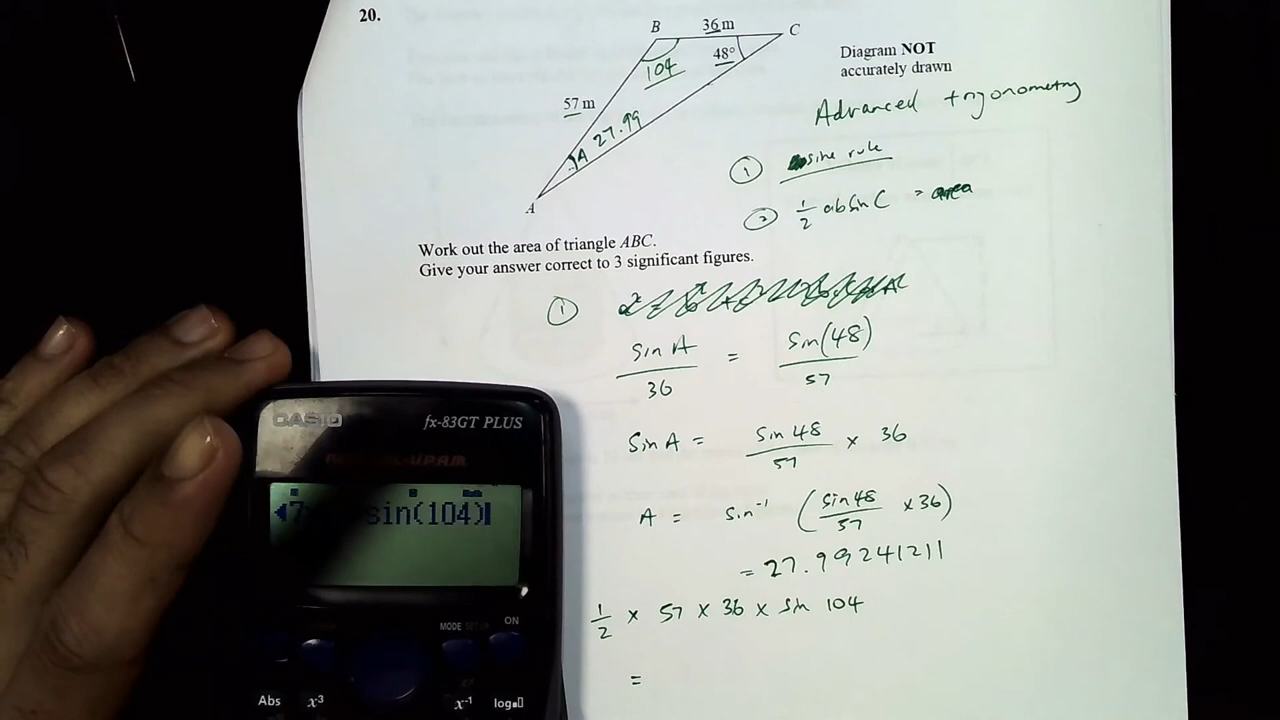 20.
B 36 m C
48°
104
57 m
27.99
A
A
Diagram NOT
accurately drawn
Advanced trigonometry
① sine rule
② 1/2 abSinC = area
Work out the area of triangle ABC.
Give your answer correct to 3 significant figures.
①
Sin A / 36 = Sin(48) / 57
Sin A = Sin 48 / 57 × 36
A = Sin⁻¹ (Sin 48 / 57 × 36)
= 27.99241211
1/2 × 57 × 36 × Sin 104
=
CASIO fx-83GT PLUS
NATURAL-V.P.A.M.
sin(104)
MODE SETUP ON
Abs x³ x⁻¹ log